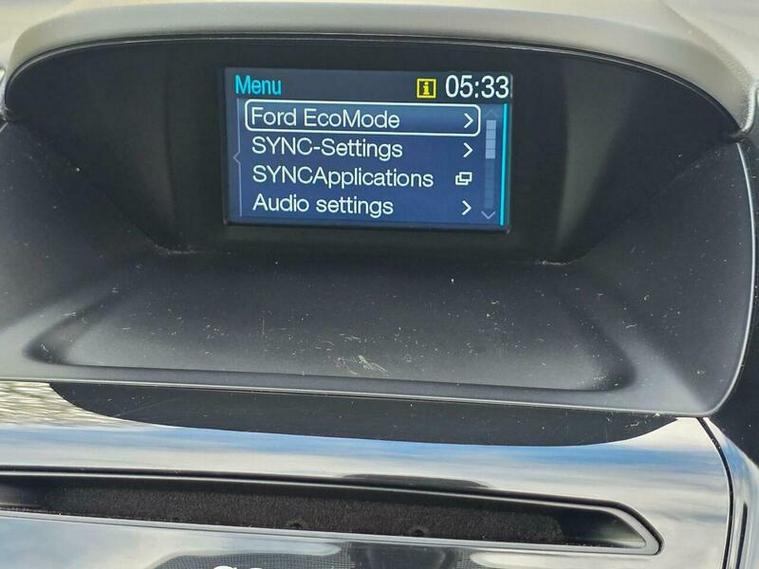 Menu i 05:33
Ford EcoMode
SYNC-Settings
SYNCApplications
Audio settings